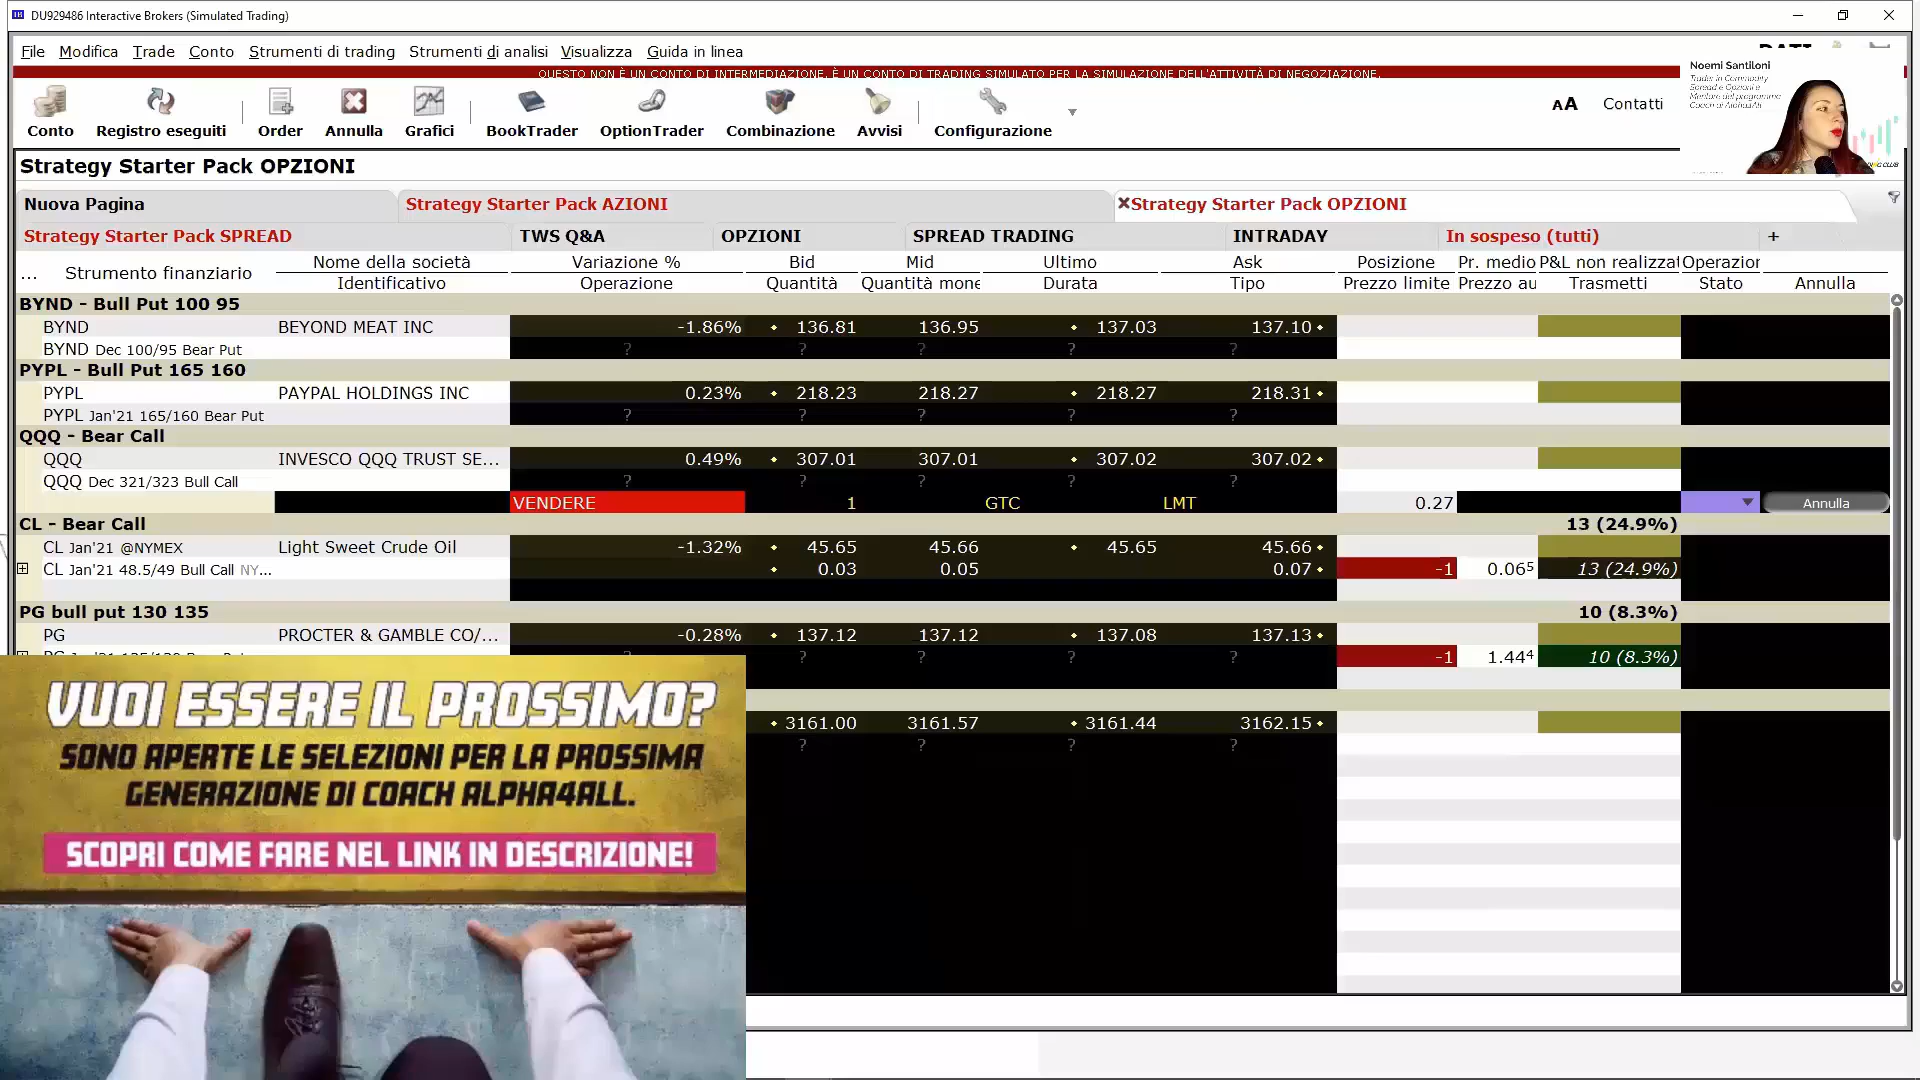 DU929486 Interactive Brokers (Simulated Trading)
File Modifica Trade Conto Strumenti di trading Strumenti di analisi Visualizza Guida in linea
QUESTO NON È UN CONTO DI INTERMEDIAZIONE. È UN CONTO DI TRADING SIMULATO PER LA SIMULAZIONE DELL'ATTIVITÀ DI NEGOZIAZIONE.
Noemi Santiloni
Trader in Commodity
Spread e Opzioni e
Mentore del programma
Coach di Alpha4All
Conto Registro eseguiti Order Annulla Grafici BookTrader OptionTrader Combinazione Avvisi Configurazione
AA Contatti
Strategy Starter Pack OPZIONI
Nuova Pagina Strategy Starter Pack AZIONI Strategy Starter Pack OPZIONI
Strategy Starter Pack SPREAD TWS Q&A OPZIONI SPREAD TRADING INTRADAY In sospeso (tutti) +
... Strumento finanziario
Nome della società Variazione % Bid Mid Ultimo Ask Posizione Pr. medio P&L non realizzat Operazior
Identificativo Operazione Quantità Quantità mone Durata Tipo Prezzo limite Prezzo au Trasmetti Stato Annulla
BYND - Bull Put 100 95
BYND BEYOND MEAT INC -1.86% 136.81 136.95 137.03 137.10
BYND Dec 100/95 Bear Put ? ? ? ? ?
PYPL - Bull Put 165 160
PYPL PAYPAL HOLDINGS INC 0.23% 218.23 218.27 218.27 218.31
PYPL Jan'21 165/160 Bear Put ? ? ? ? ?
QQQ - Bear Call
QQQ INVESCO QQQ TRUST SE... 0.49% 307.01 307.01 307.02 307.02
QQQ Dec 321/323 Bull Call ? ? ? ? ?
VENDERE 1 GTC LMT 0.27 Annulla
CL - Bear Call 13 (24.9%)
CL Jan'21 @NYMEX Light Sweet Crude Oil -1.32% 45.65 45.66 45.65 45.66
CL Jan'21 48.5/49 Bull Call NY... 0.03 0.05 0.07 -1 0.06⁵ 13 (24.9%)
PG bull put 130 135 10 (8.3%)
PG PROCTER & GAMBLE CO/... -0.28% 137.12 137.12 137.08 137.13
? ? ? ? -1 1.44⁴ 10 (8.3%)
3161.00 3161.57 3161.44 3162.15
? ? ? ?
VUOI ESSERE IL PROSSIMO?
SONO APERTE LE SELEZIONI PER LA PROSSIMA
GENERAZIONE DI COACH ALPHA4ALL.
SCOPRI COME FARE NEL LINK IN DESCRIZIONE!